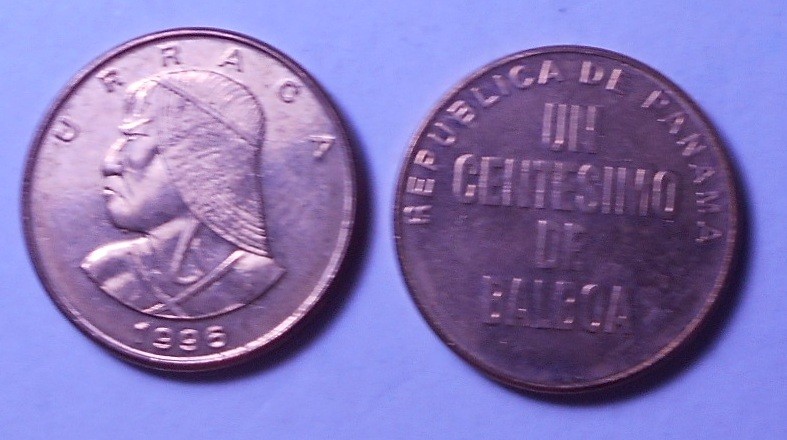 URRACA
1996
REPUBLICA DE PANAMA
UN
CENTESIMO
DE
BALBOA